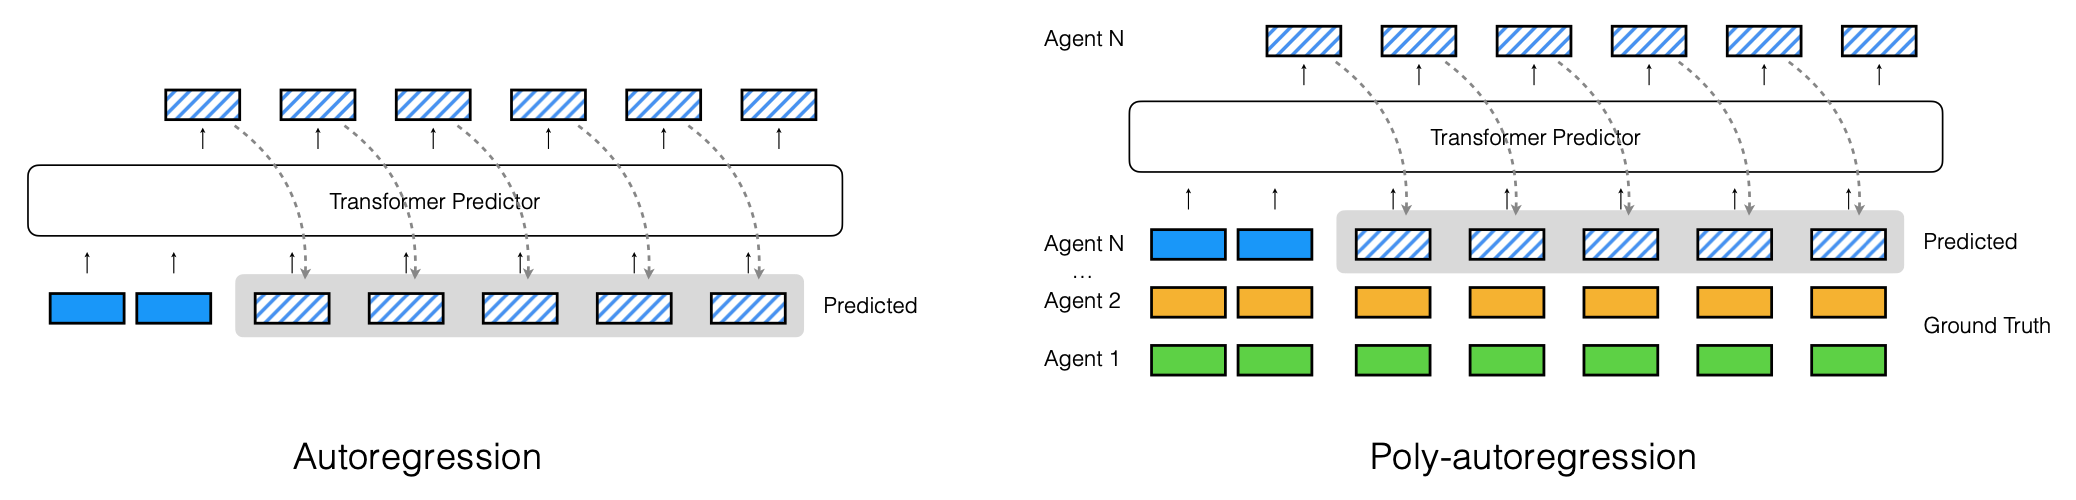 Transformer Predictor
Predicted
Autoregression
Agent N
Transformer Predictor
Agent N
...
Agent 2
Agent 1
Predicted
Ground Truth
Poly-autoregression